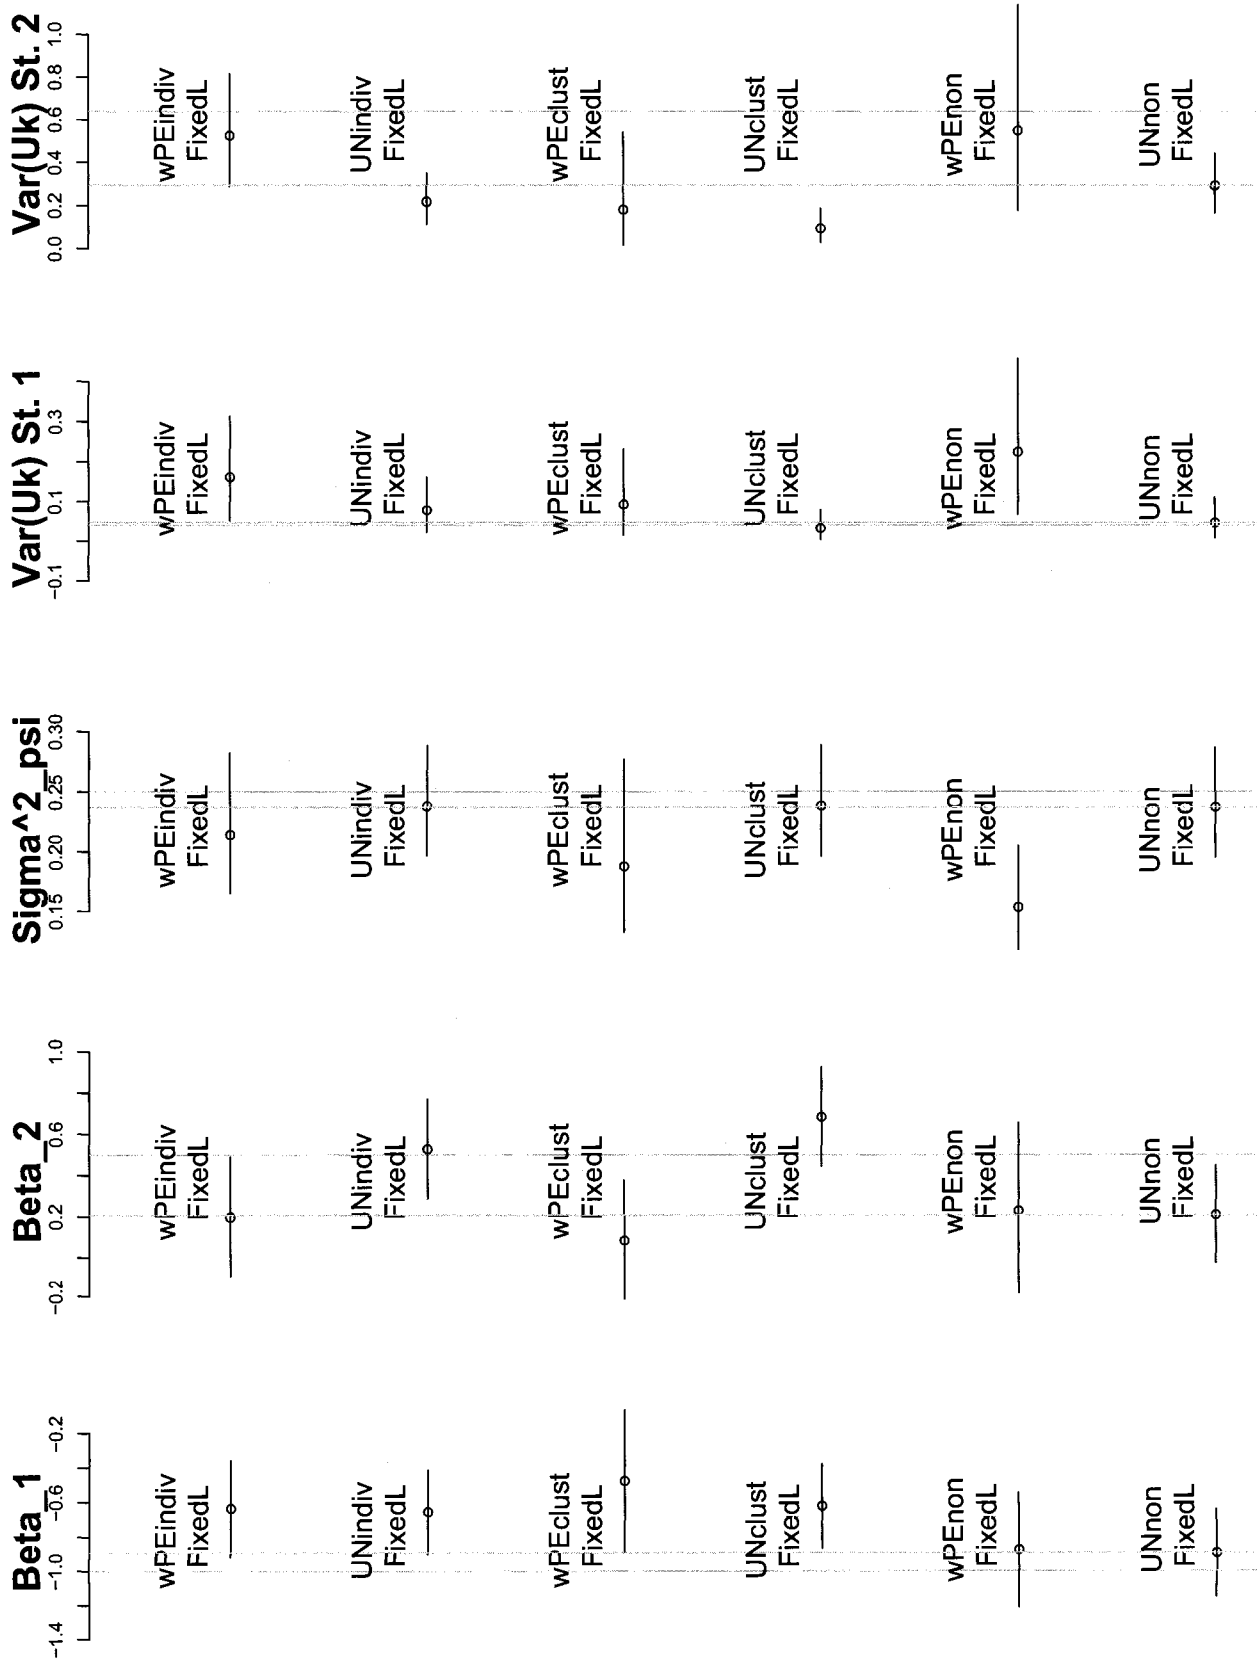 Beta_1
−1.4 −1.0 −0.6 −0.2
wPEindiv
FixedL
UNindiv
FixedL
wPEclust
FixedL
UNclust
FixedL
wPEnon
FixedL
UNnon
FixedL
Beta_2
−0.2 0.2 0.6 1.0
wPEindiv
FixedL
UNindiv
FixedL
wPEclust
FixedL
UNclust
FixedL
wPEnon
FixedL
UNnon
FixedL
Sigma^2_psi
0.15 0.20 0.25 0.30
wPEindiv
FixedL
UNindiv
FixedL
wPEclust
FixedL
UNclust
FixedL
wPEnon
FixedL
UNnon
FixedL
Var(Uk) St. 1
−0.1 0.1 0.3
wPEindiv
FixedL
UNindiv
FixedL
wPEclust
FixedL
UNclust
FixedL
wPEnon
FixedL
UNnon
FixedL
Var(Uk) St. 2
0.0 0.2 0.4 0.6 0.8 1.0
wPEindiv
FixedL
UNindiv
FixedL
wPEclust
FixedL
UNclust
FixedL
wPEnon
FixedL
UNnon
FixedL